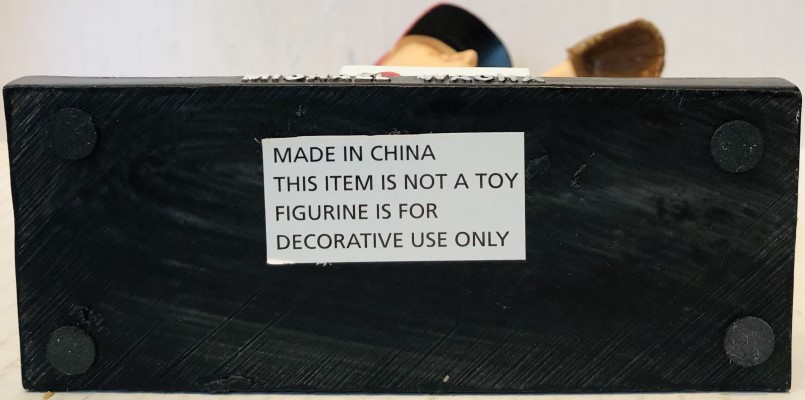 MADE IN CHINA
THIS ITEM IS NOT A TOY
FIGURINE IS FOR
DECORATIVE USE ONLY